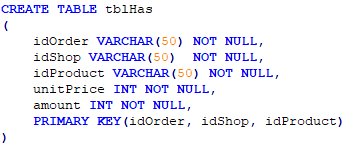 CREATE TABLE tblHas
(
    idOrder VARCHAR(50) NOT NULL,
    idShop VARCHAR(50)  NOT NULL,
    idProduct VARCHAR(50) NOT NULL,
    unitPrice INT NOT NULL,
    amount INT NOT NULL,
    PRIMARY KEY(idOrder, idShop, idProduct)
)